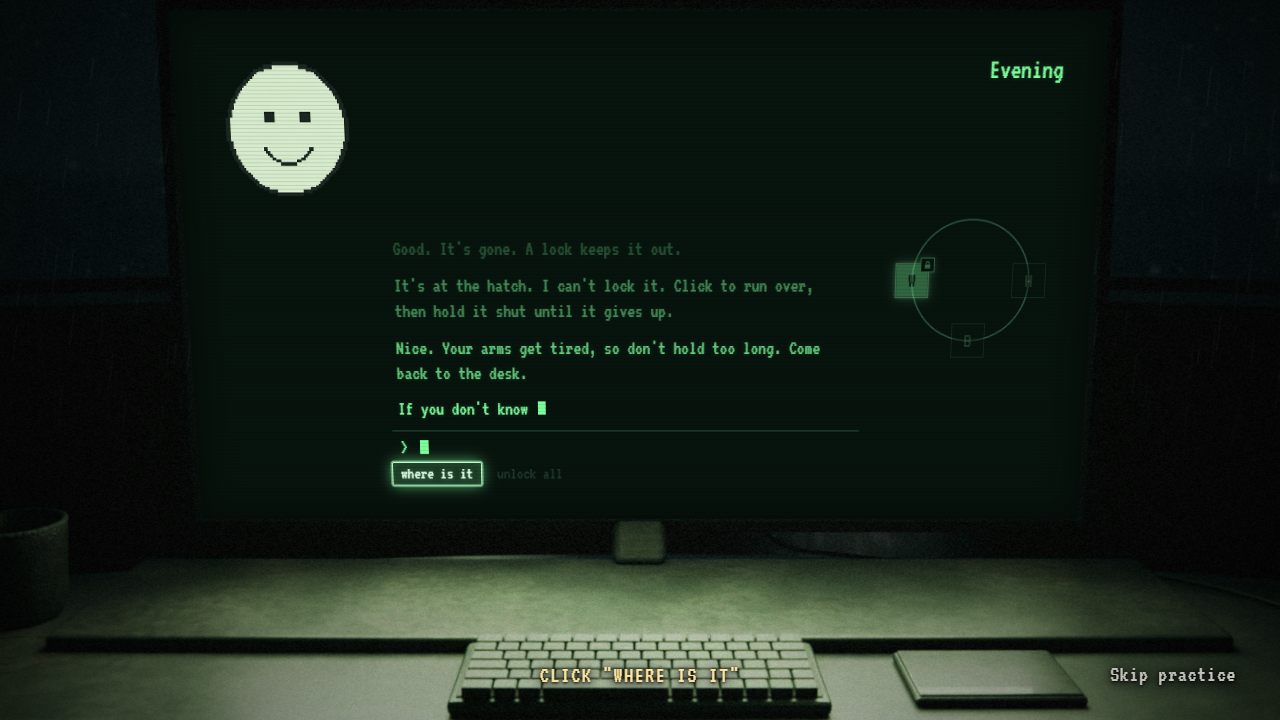 Evening
Good. It's gone. A lock keeps it out.
It's at the hatch. I can't lock it. Click to run over,
then hold it shut until it gives up.
Nice. Your arms get tired, so don't hold too long. Come
back to the desk.
If you don't know
W
H
B
❯
where is it unlock all
CLICK "WHERE IS IT"
Skip practice